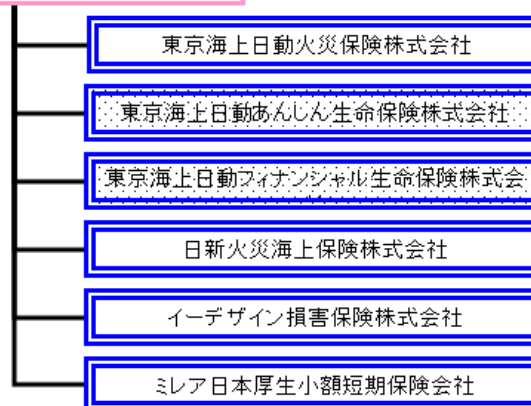 東京海上日動火災保険株式会社
東京海上日動あんしん生命保険株式会社
東京海上日動フィナンシャル生命保険株式会
日新火災海上保険株式会社
イーデザイン損害保険株式会社
ミレア日本厚生小額短期保険会社